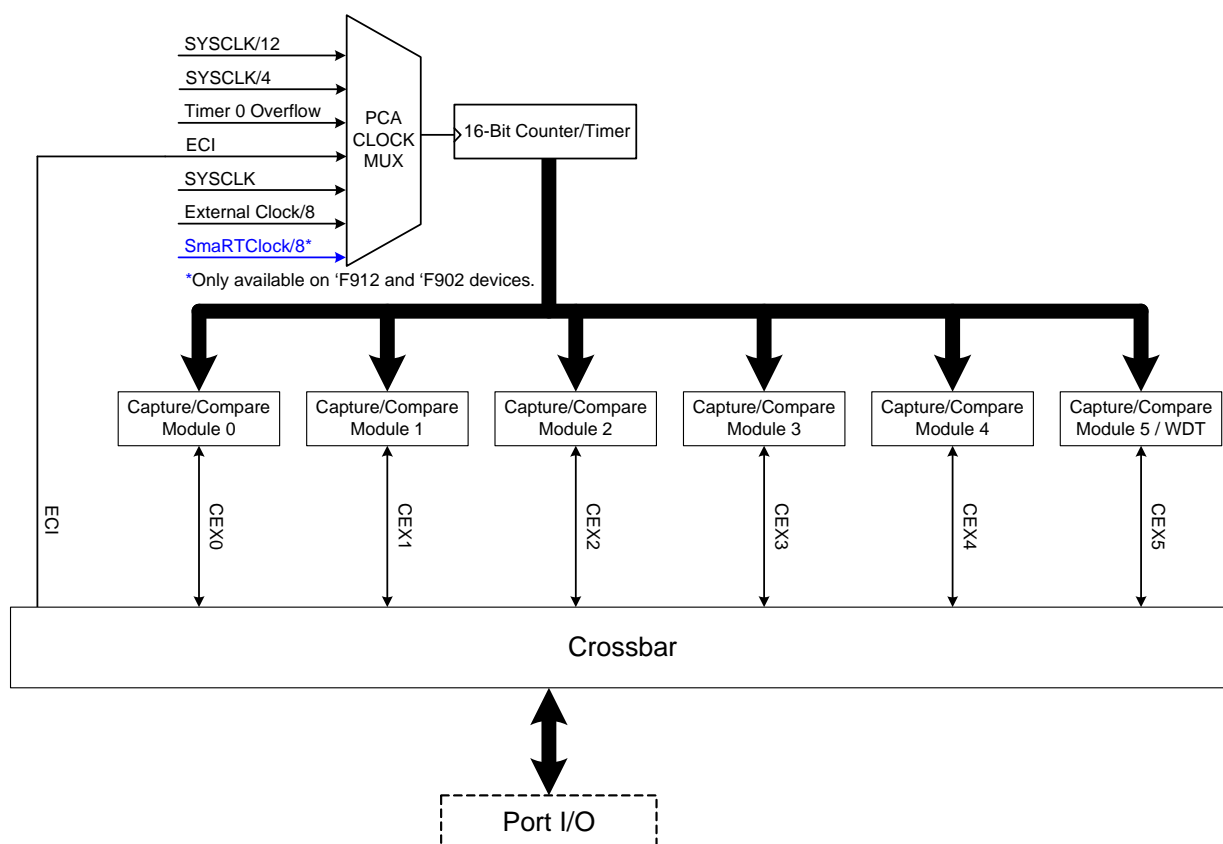 SYSCLK/12
SYSCLK/4
Timer 0 Overflow
ECI
SYSCLK
External Clock/8
SmaRTClock/8*
*Only available on ‘F912 and ‘F902 devices.
PCA
CLOCK
MUX
16-Bit Counter/Timer
Capture/Compare
Module 0
Capture/Compare
Module 1
Capture/Compare
Module 2
Capture/Compare
Module 3
Capture/Compare
Module 4
Capture/Compare
Module 5 / WDT
ECI
CEX0
CEX1
CEX2
CEX3
CEX4
CEX5
Crossbar
Port I/O